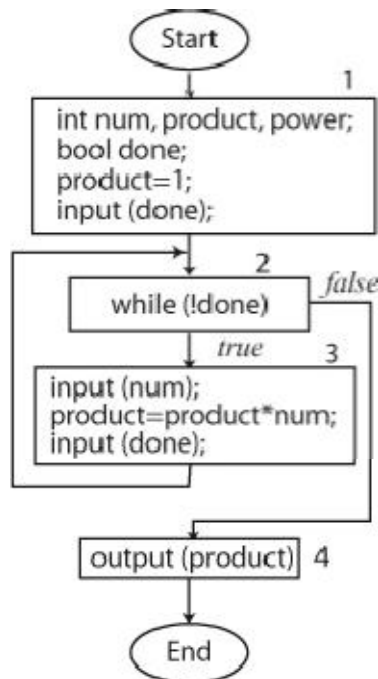 Start
1
int num, product, power;
bool done;
product=1;
input (done);
2
while (!done)
false
true
3
input (num);
product=product*num;
input (done);
output (product)
4
End